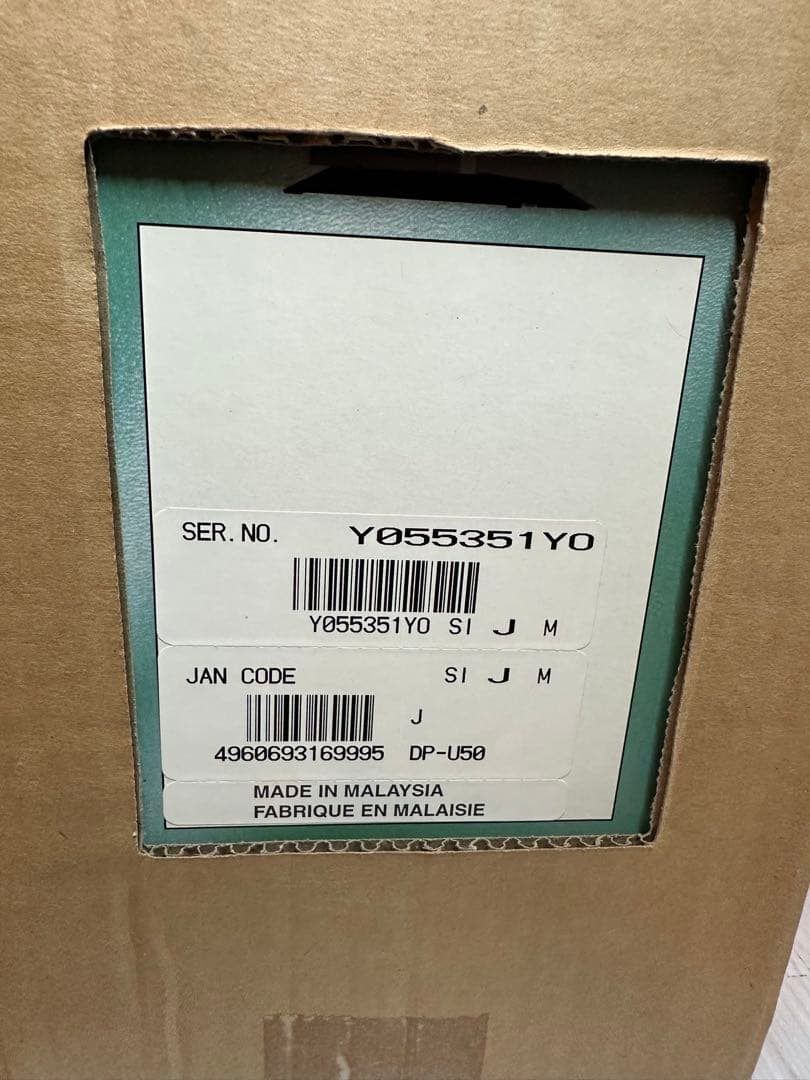 SER. NO. Y055351YO
Y055351YO SI J M
JAN CODE SI J M
J
4960693169995 DP-U50
MADE IN MALAYSIA
FABRIQUE EN MALAISIE